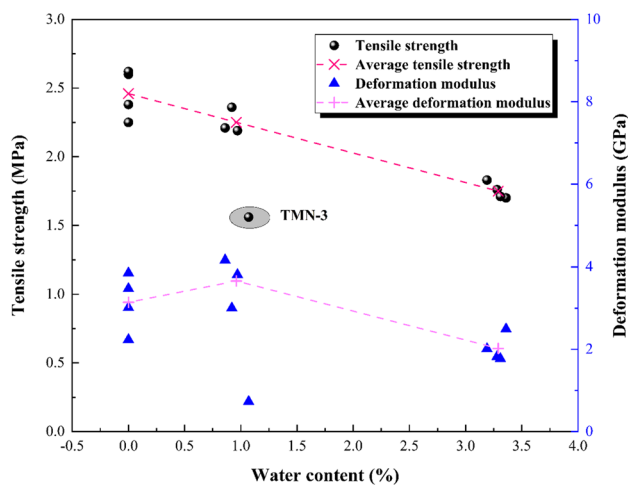 Tensile strength
Average tensile strength
Deformation modulus
Average deformation modulus
TMN-3
Tensile strength (MPa)
3.0
2.5
2.0
1.5
1.0
0.5
0.0
Deformation modulus (GPa)
10
8
6
4
2
0
-0.5 0.0 0.5 1.0 1.5 2.0 2.5 3.0 3.5 4.0
Water content (%)